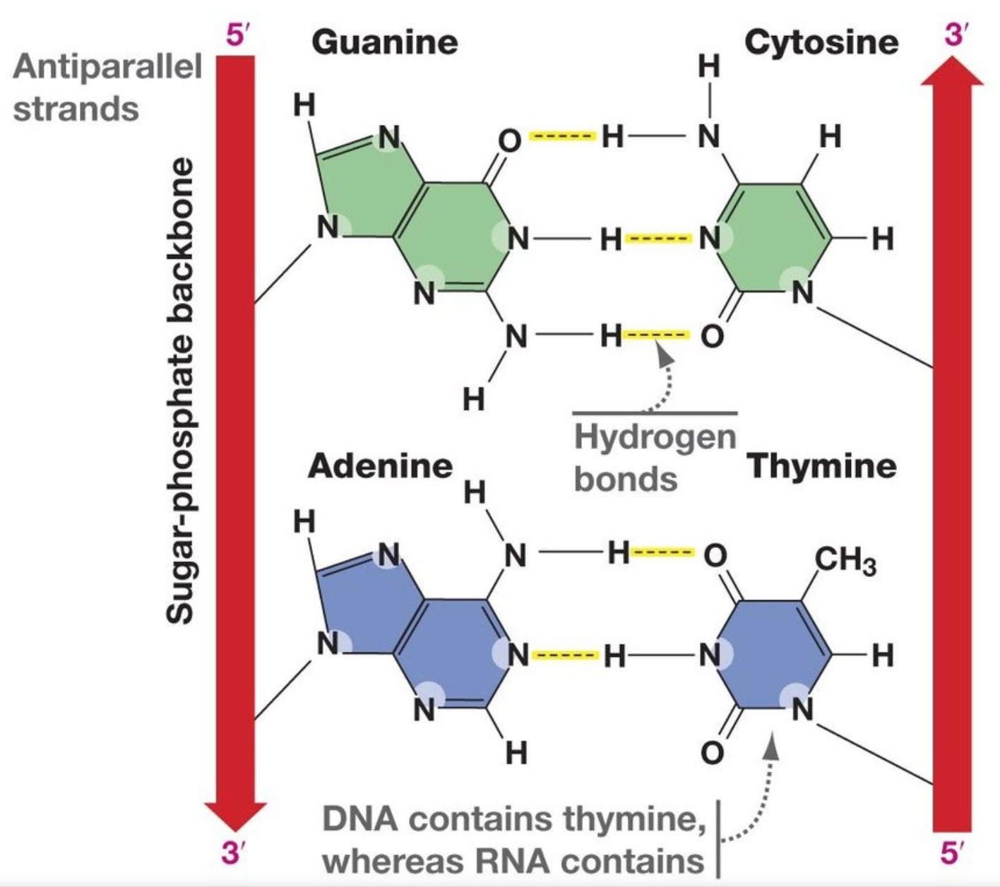 5′
Guanine
Cytosine
3′
Antiparallel
strands
Sugar-phosphate backbone
H
H
N
O
H
N
H
N
N
H
N
H
N
N
N
H
O
H
Hydrogen
bonds
Adenine
Thymine
H
H
N
N
H
O
CH3
N
N
H
N
H
N
N
H
O
DNA contains thymine,
whereas RNA contains
3′
5′